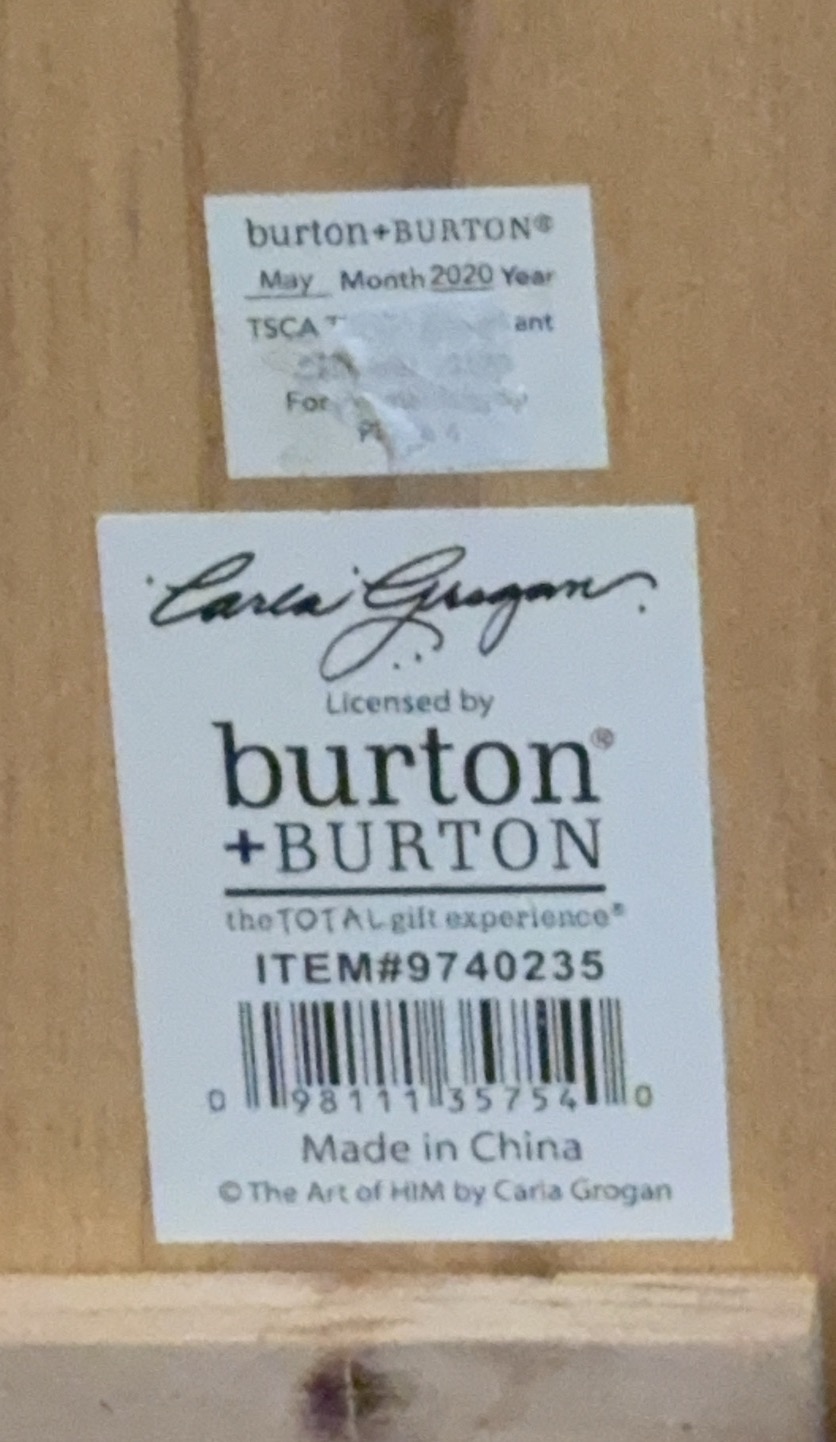 burton+BURTON®
May Month 2020 Year
TSCA ant
For
Carla Grogan
Licensed by
burton®
+BURTON
the TOTAL gift experience®
ITEM#9740235
0 98111 35754 0
Made in China
© The Art of HIM by Carla Grogan